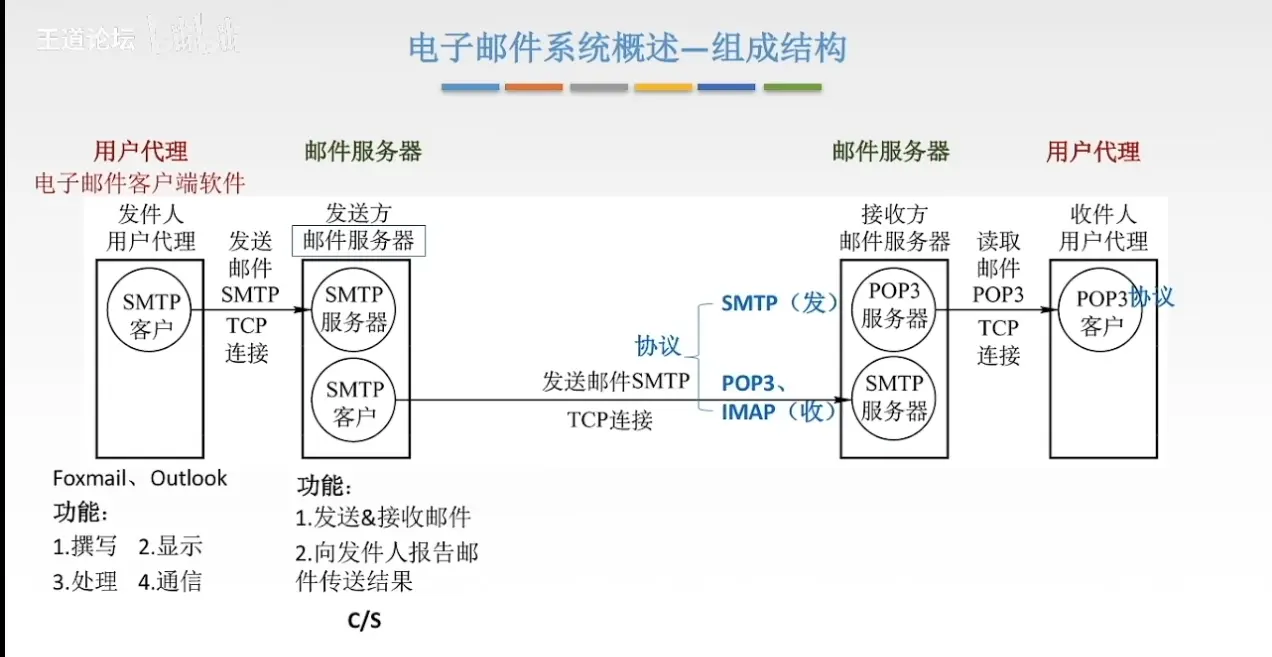 王道论坛
电子邮件系统概述—组成结构
用户代理
电子邮件客户端软件
邮件服务器
邮件服务器
用户代理
发件人
用户代理
发送
邮件
SMTP
TCP
连接
发送方
邮件服务器
接收方
邮件服务器
读取
邮件
POP3
TCP
连接
收件人
用户代理
SMTP
客户
SMTP
服务器
SMTP
客户
协议
SMTP（发）
POP3、
IMAP（收）
发送邮件SMTP
TCP连接
POP3
服务器
SMTP
服务器
POP3
客户
协议
Foxmail、Outlook
功能：
1.撰写 2.显示
3.处理 4.通信
功能：
1.发送&接收邮件
2.向发件人报告邮
件传送结果
C/S